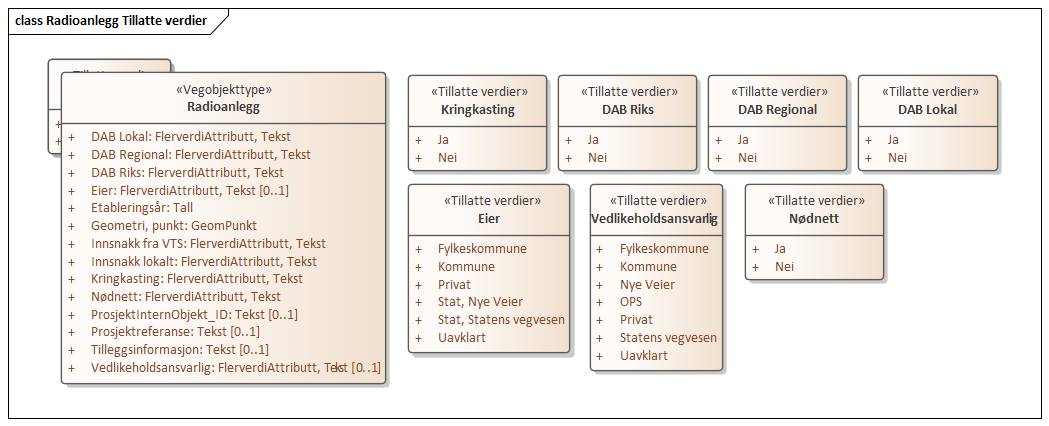 class Radioanlegg Tillatte verdier
«Vegobjekttype»
Radioanlegg
+ DAB Lokal: FlerverdiAttributt, Tekst
+ DAB Regional: FlerverdiAttributt, Tekst
+ DAB Riks: FlerverdiAttributt, Tekst
+ Eier: FlerverdiAttributt, Tekst [0..1]
+ Etableringsår: Tall
+ Geometri, punkt: GeomPunkt
+ Innsnakk fra VTS: FlerverdiAttributt, Tekst
+ Innsnakk lokalt: FlerverdiAttributt, Tekst
+ Kringkasting: FlerverdiAttributt, Tekst
+ Nødnett: FlerverdiAttributt, Tekst
+ ProsjektInternObjekt_ID: Tekst [0..1]
+ Prosjektreferanse: Tekst [0..1]
+ Tilleggsinformasjon: Tekst [0..1]
+ Vedlikeholdsansvarlig: FlerverdiAttributt, Tekst [0..1]
«Tillatte verdier»
Kringkasting
+ Ja
+ Nei
«Tillatte verdier»
DAB Riks
+ Ja
+ Nei
«Tillatte verdier»
DAB Regional
+ Ja
+ Nei
«Tillatte verdier»
DAB Lokal
+ Ja
+ Nei
«Tillatte verdier»
Eier
+ Fylkeskommune
+ Kommune
+ Privat
+ Stat, Nye Veier
+ Stat, Statens vegvesen
+ Uavklart
«Tillatte verdier»
Vedlikeholdsansvarlig
+ Fylkeskommune
+ Kommune
+ Nye Veier
+ OPS
+ Privat
+ Statens vegvesen
+ Uavklart
«Tillatte verdier»
Nødnett
+ Ja
+ Nei